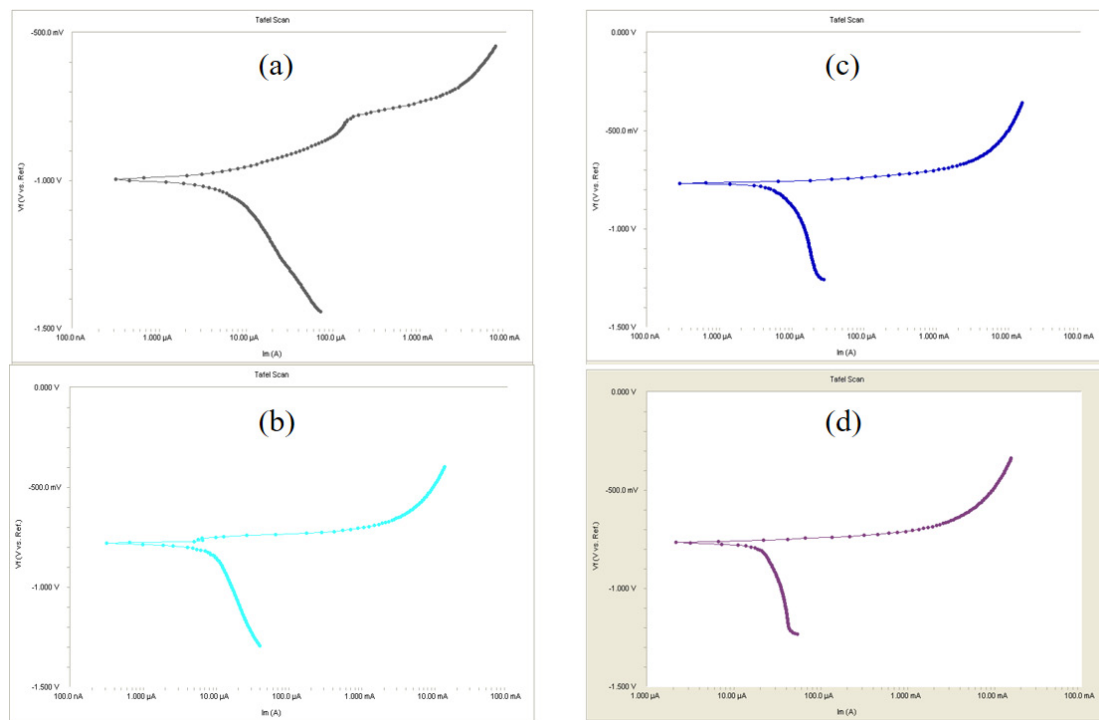 Tafel Scan
-500.0 mV
(a)
Vf (V vs. Ref.)
-1.000 V
-1.500 V
100.0 nA 1.000 µA 10.00 µA 100.0 µA 1.000 mA 10.00 mA
Im (A)
Tafel Scan
0.000 V
(c)
-500.0 mV
Vf (V vs. Ref.)
-1.000 V
-1.500 V
100.0 nA 1.000 µA 10.00 µA 100.0 µA 1.000 mA 10.00 mA 100.0 mA
Im (A)
Tafel Scan
0.000 V
(b)
-500.0 mV
Vf (V vs. Ref.)
-1.000 V
-1.500 V
100.0 nA 1.000 µA 10.00 µA 100.0 µA 1.000 mA 10.00 mA 100.0 mA
Im (A)
Tafel Scan
0.000 V
(d)
-500.0 mV
Vf (V vs. Ref.)
-1.000 V
-1.500 V
1.000 µA 10.00 µA 100.0 µA 1.000 mA 10.00 mA 100.0 mA
Im (A)